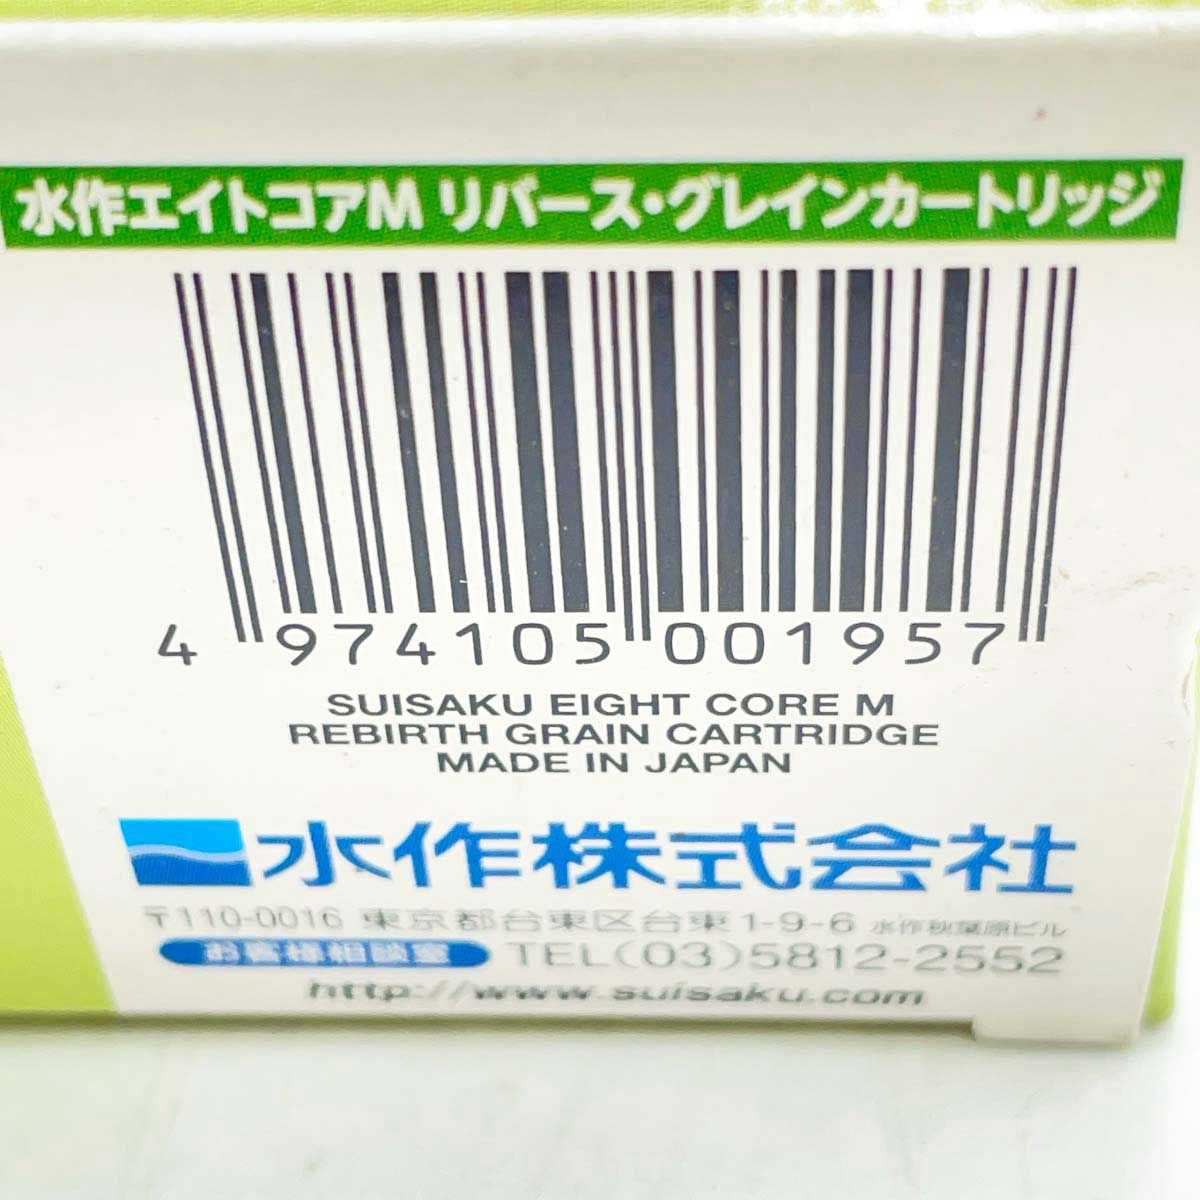 水作エイトコアM リバース・グレインカートリッジ
4 974105 001957
SUISAKU EIGHT CORE M
REBIRTH GRAIN CARTRIDGE
MADE IN JAPAN
水作株式会社
〒110-0016 東京都台東区台東1-9-6 水作秋葉原ビル
お客様相談室 TEL(03)5812-2552
http://www.suisaku.com